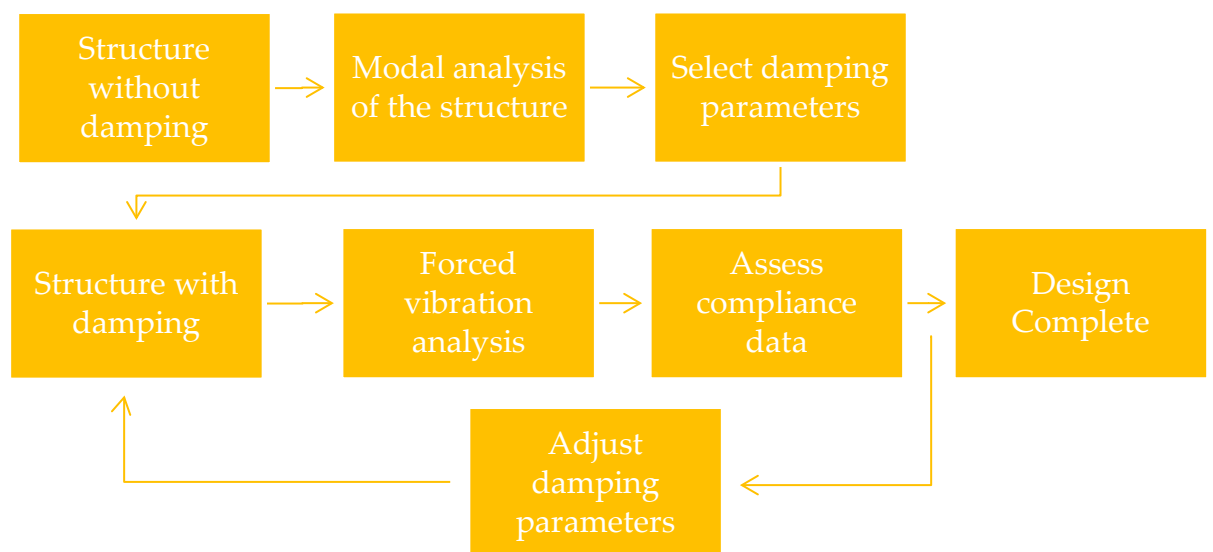 Structure
without
damping
Modal analysis
of the structure
Select damping
parameters
Structure with
damping
Forced
vibration
analysis
Assess
compliance
data
Design
Complete
Adjust
damping
parameters